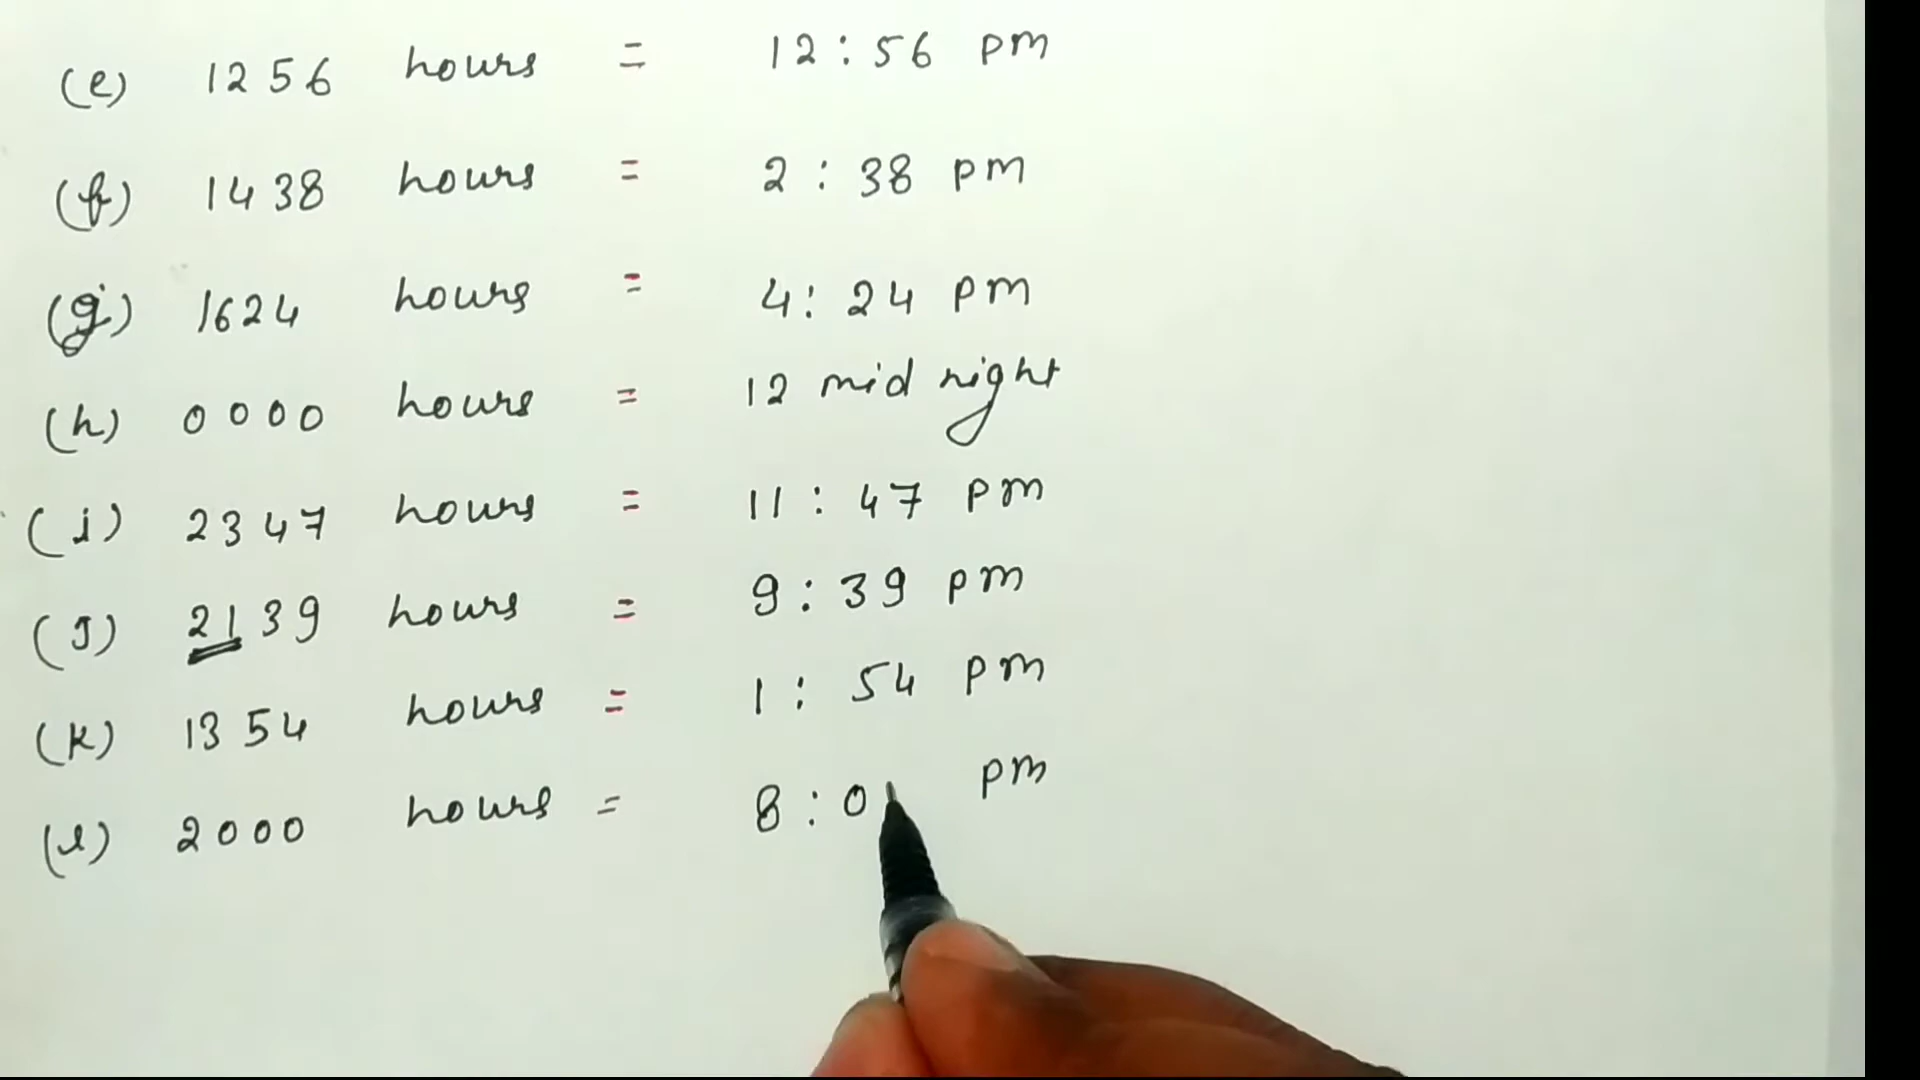 (e) 1256 hours = 12:56 pm
(f) 1438 hours = 2:38 pm
(g) 1624 hours = 4:24 pm
(h) 0000 hours = 12 mid night
(i) 2347 hours = 11:47 pm
(j) 2139 hours = 9:39 pm
(k) 1354 hours = 1:54 pm
(l) 2000 hours = 8:0 pm